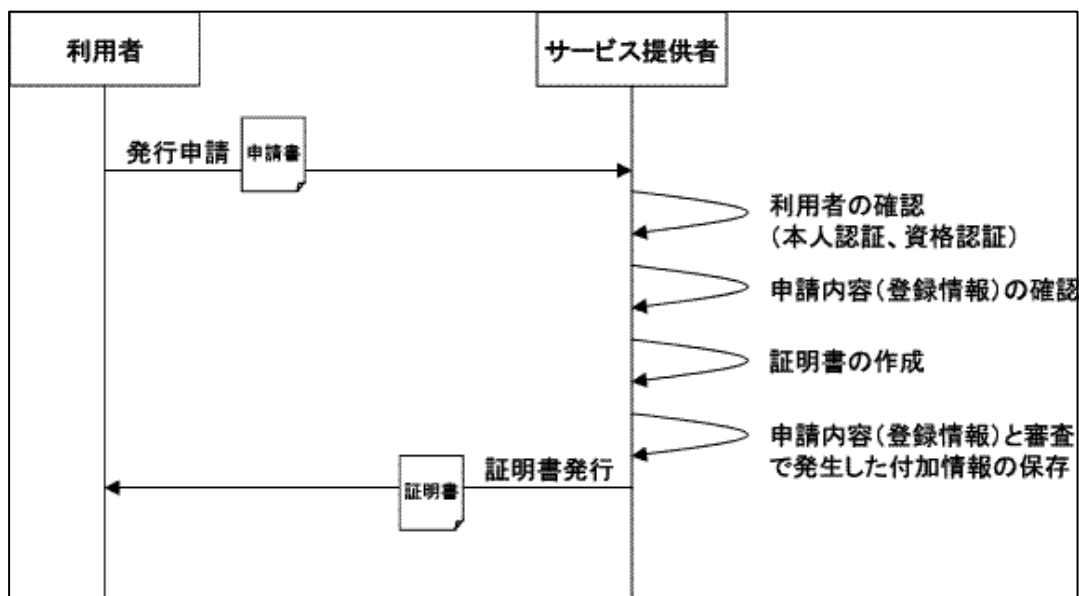 利用者
サービス提供者
発行申請
申請書
利用者の確認
（本人認証、資格認証）
申請内容（登録情報）の確認
証明書の作成
申請内容（登録情報）と審査
で発生した付加情報の保存
証明書発行
証明書